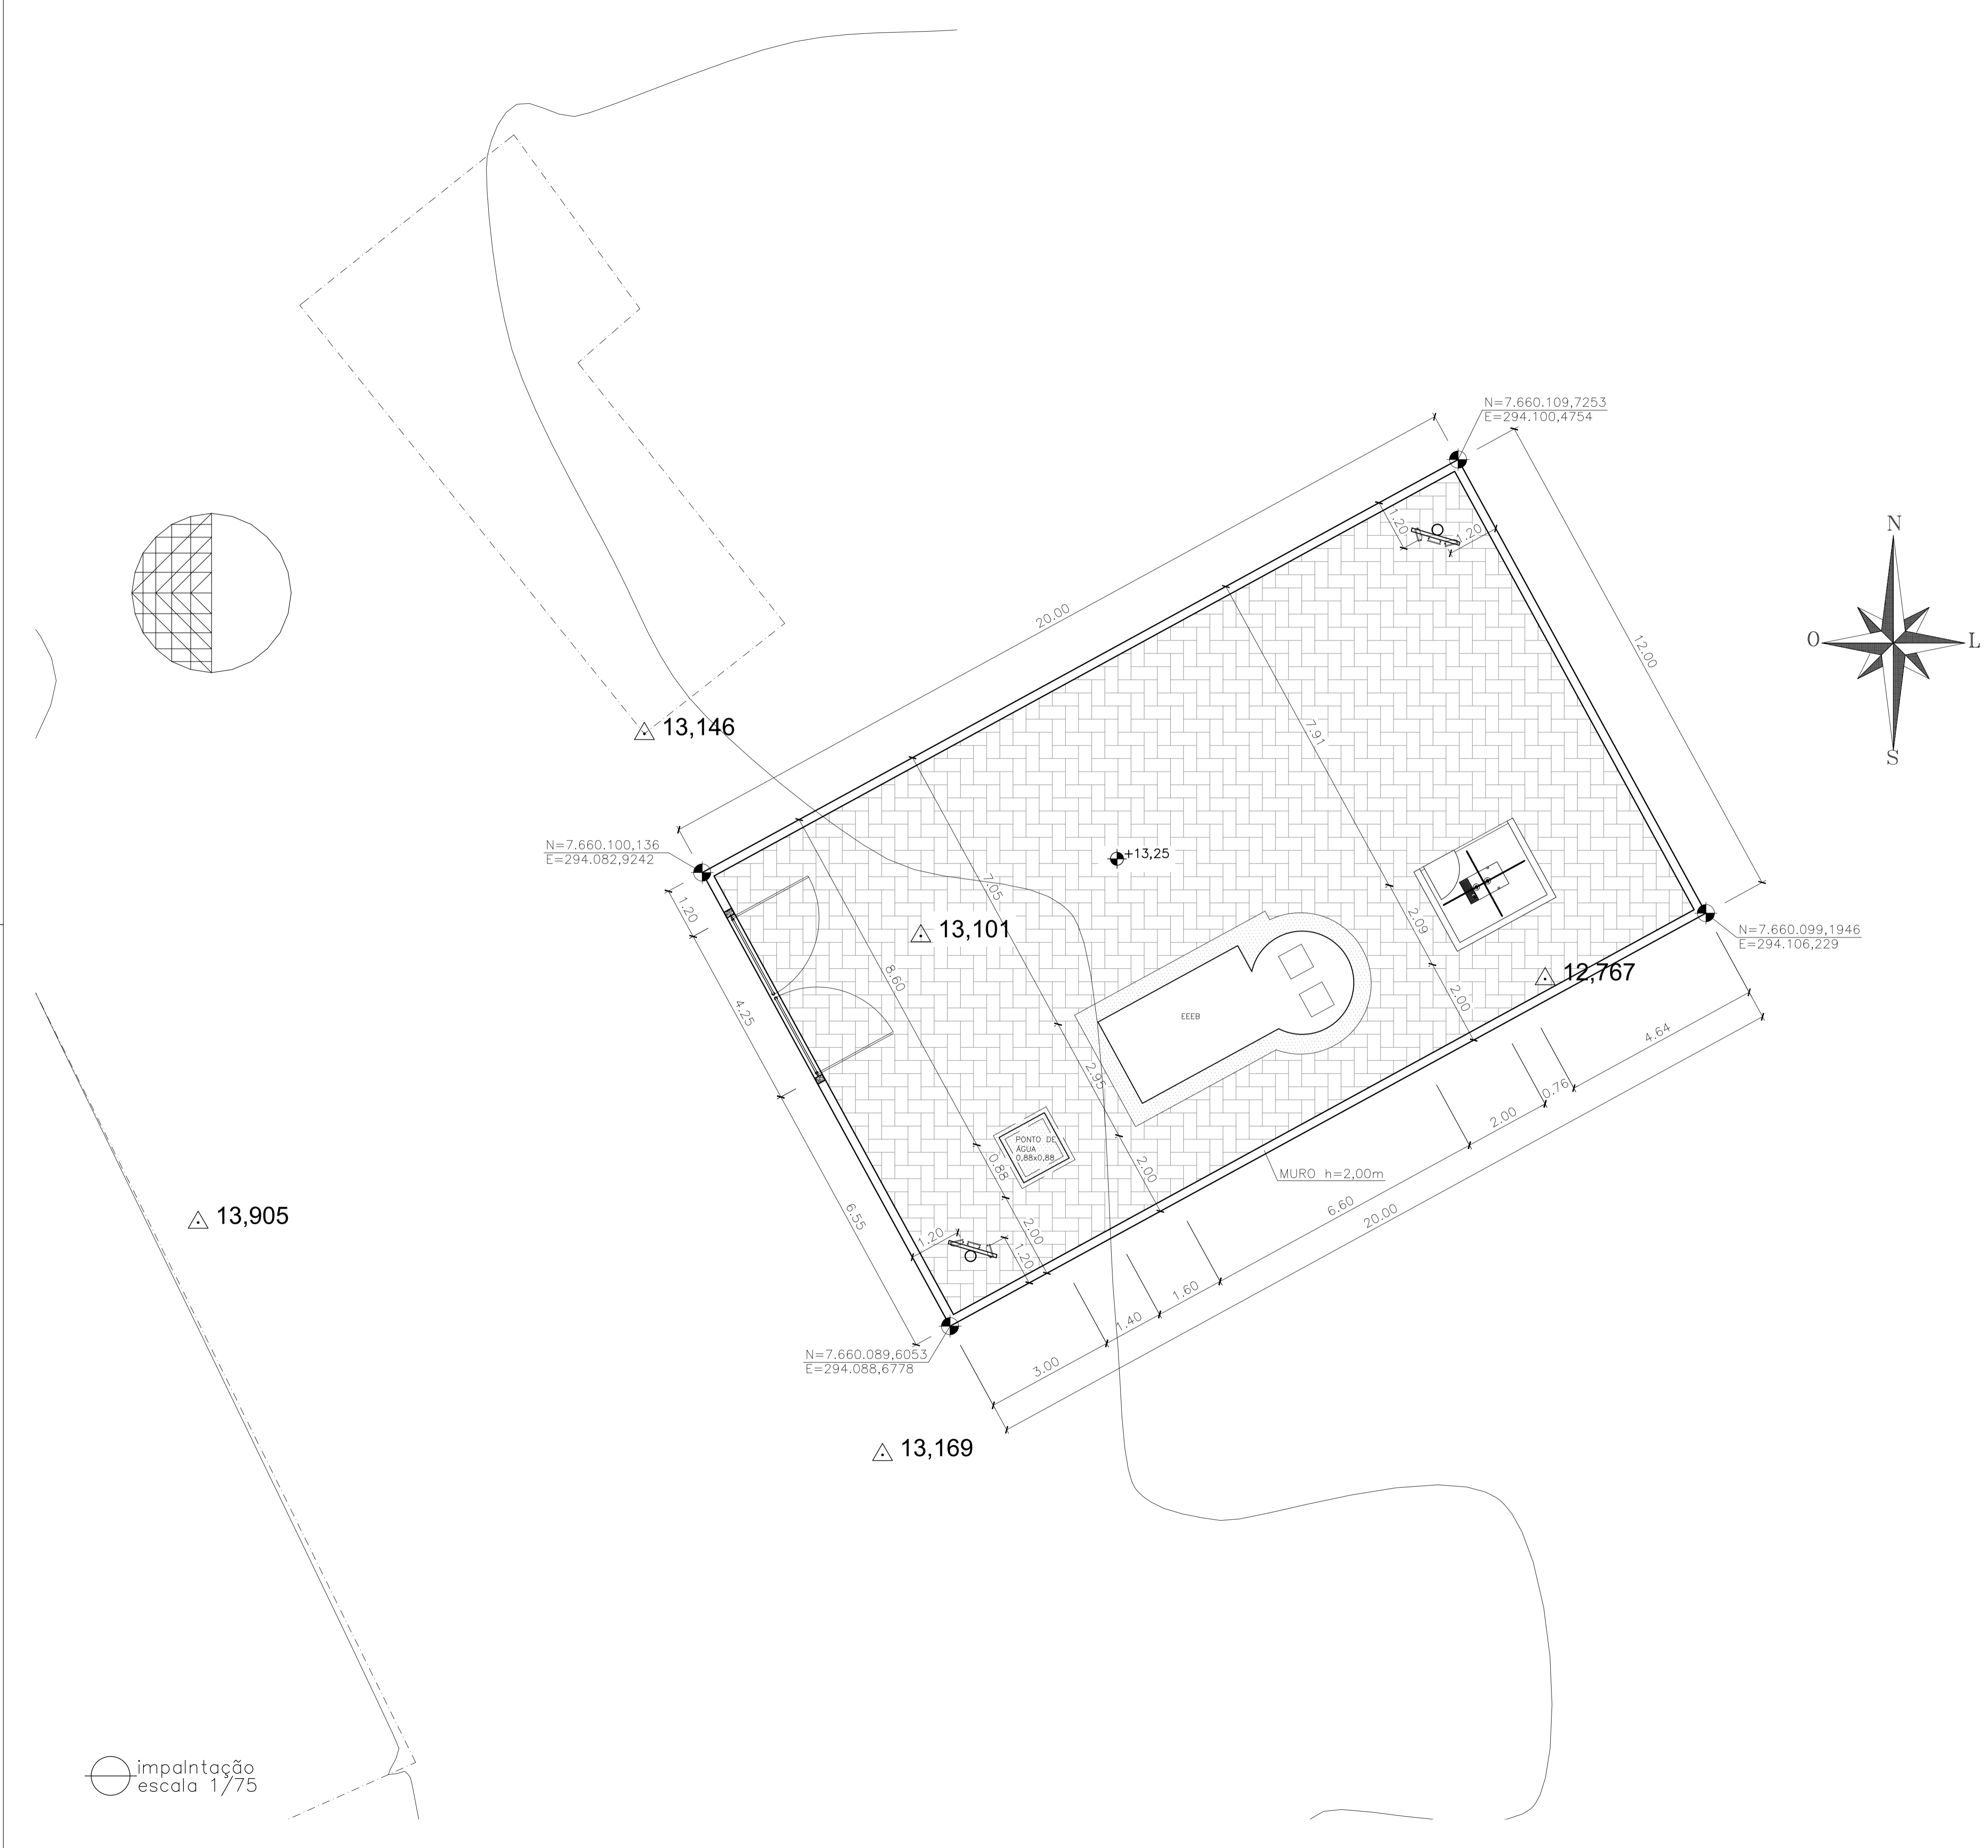 N=7.660.109,7253
E=294.100,4754
N
O
L
S
1.20
1.20
20.00
12.00
13,146
7.91
N=7.660.100,136
E=294.082,9242
+13,25
7.05
1.20
13,101
2.09
N=7.660.099,1946
E=294.106,229
8.60
12,767
4.25
2.00
EEEB
4.64
2.95
0.76
2.00
PONTO DE
ÁGUA
0,88x0,88
0.88
2.00
MURO h=2,00m
13,905
6.55
6.60
20.00
2.00
1.20
1.20
1.60
1.40
N=7.660.089,6053
E=294.088,6778
3.00
13,169
impalntação
escala 1/75